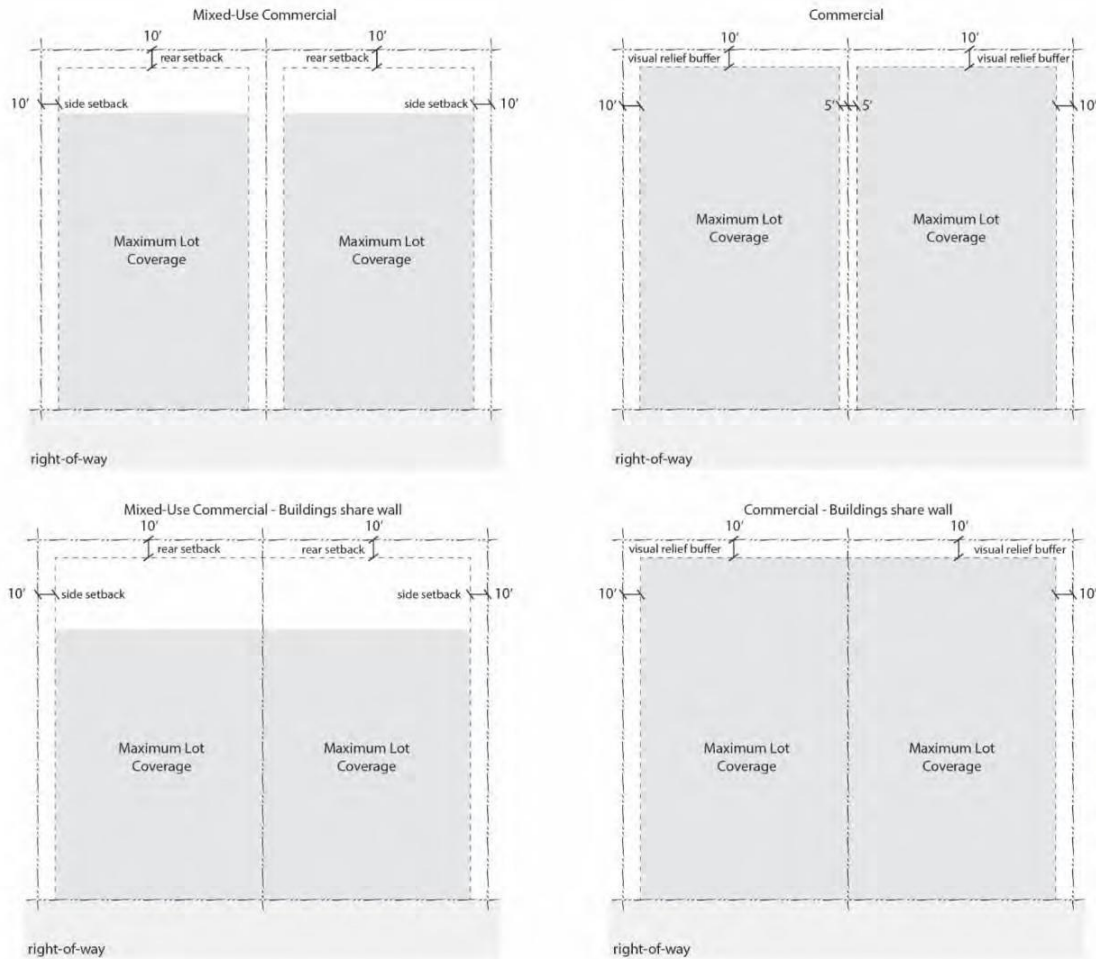 Mixed-Use Commercial
10' 10'
rear setback rear setback
10' side setback side setback 10'
Maximum Lot Maximum Lot
Coverage Coverage
right-of-way
Commercial
10' 10'
visual relief buffer visual relief buffer
10' 5' 5' 10'
Maximum Lot Maximum Lot
Coverage Coverage
right-of-way
Mixed-Use Commercial - Buildings share wall
10' 10'
rear setback rear setback
10' side setback side setback 10'
Maximum Lot Maximum Lot
Coverage Coverage
right-of-way
Commercial - Buildings share wall
10' 10'
visual relief buffer visual relief buffer
10' 10'
Maximum Lot Maximum Lot
Coverage Coverage
right-of-way